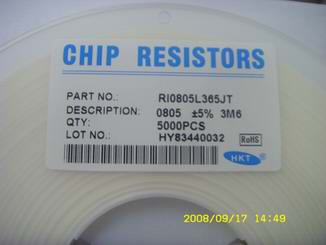 CHIP RESISTORS
PART NO.: RI0805L365JT
DESCRIPTION: 0805 ±5% 3M6
QTY: 5000PCS
LOT NO.: HY83440032
RoHS
HKT
2008/09/17 14:49